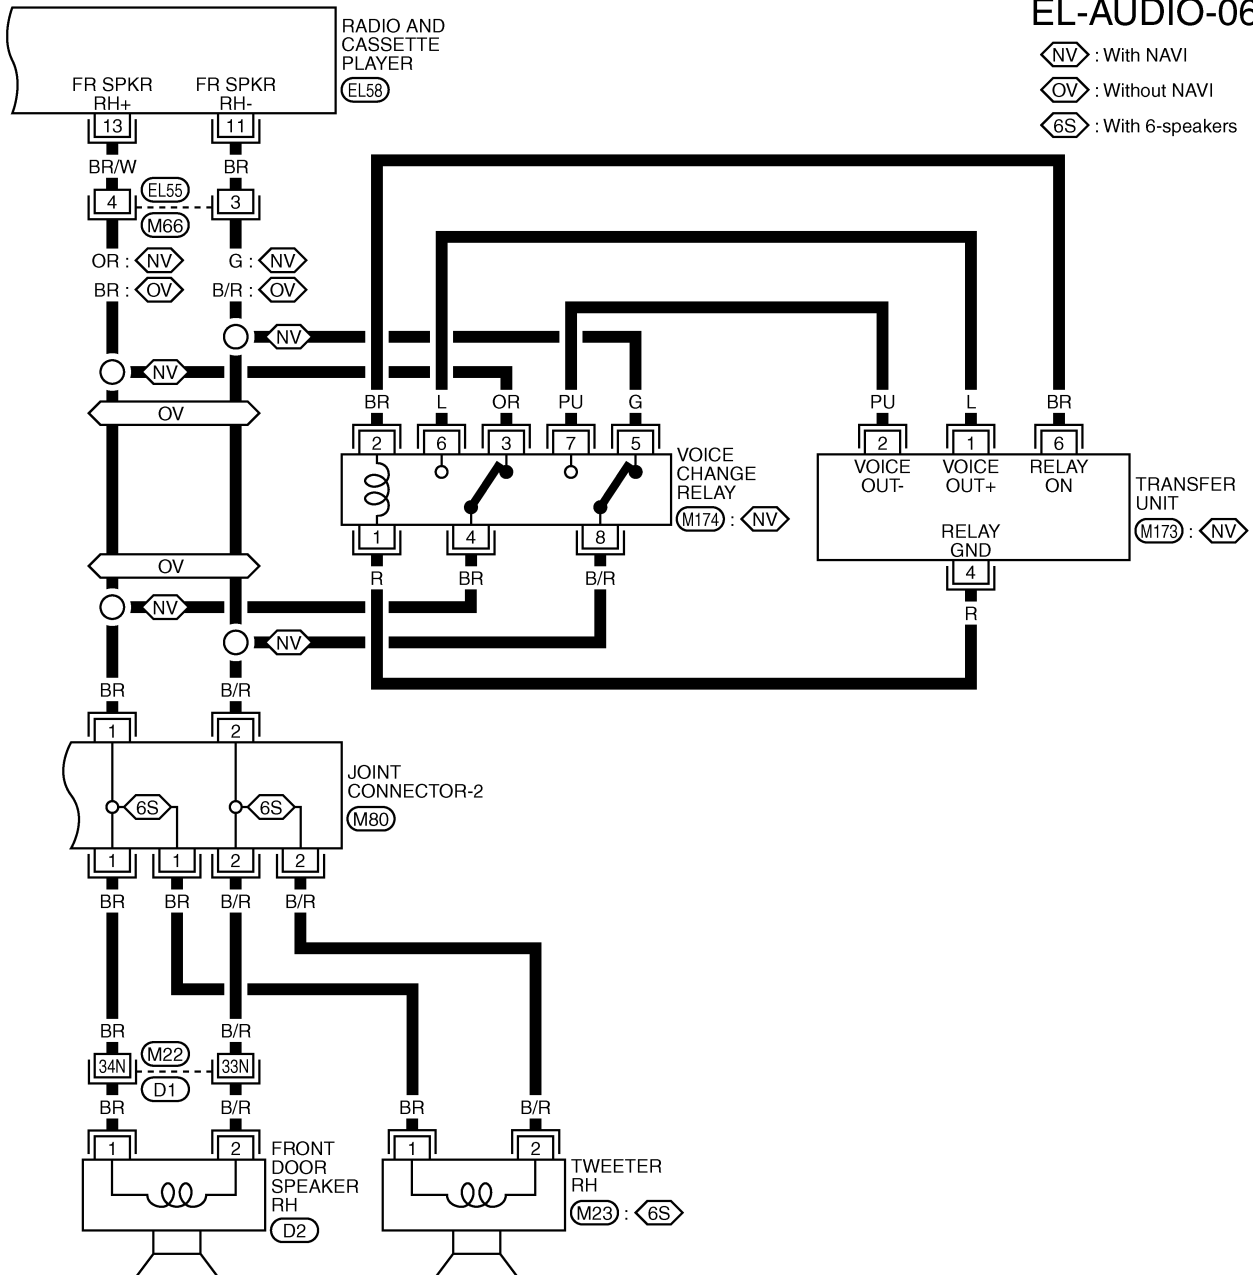 EL-AUDIO-06
NV : With NAVI
OV : Without NAVI
6S : With 6-speakers
RADIO AND
CASSETTE
PLAYER
EL58
FR SPKR
RH+
FR SPKR
RH-
13
11
BR/W
BR
4
EL55
M66
3
OR : NV
G : NV
BR : OV
B/R : OV
NV
NV
OV
BR
L
OR
PU
G
PU
L
BR
2
6
3
7
5
2
1
6
VOICE
CHANGE
RELAY
M174 : NV
VOICE
OUT-
VOICE
OUT+
RELAY
ON
TRANSFER
UNIT
M173 : NV
RELAY
GND
1
4
8
4
OV
R
BR
B/R
R
NV
NV
BR
B/R
1
2
JOINT
CONNECTOR-2
M80
6S
6S
1
1
2
2
BR
BR
B/R
B/R
BR
B/R
34N
M22
D1
33N
BR
B/R
BR
B/R
1
2
1
2
FRONT
DOOR
SPEAKER
RH
D2
TWEETER
RH
M23 : 6S